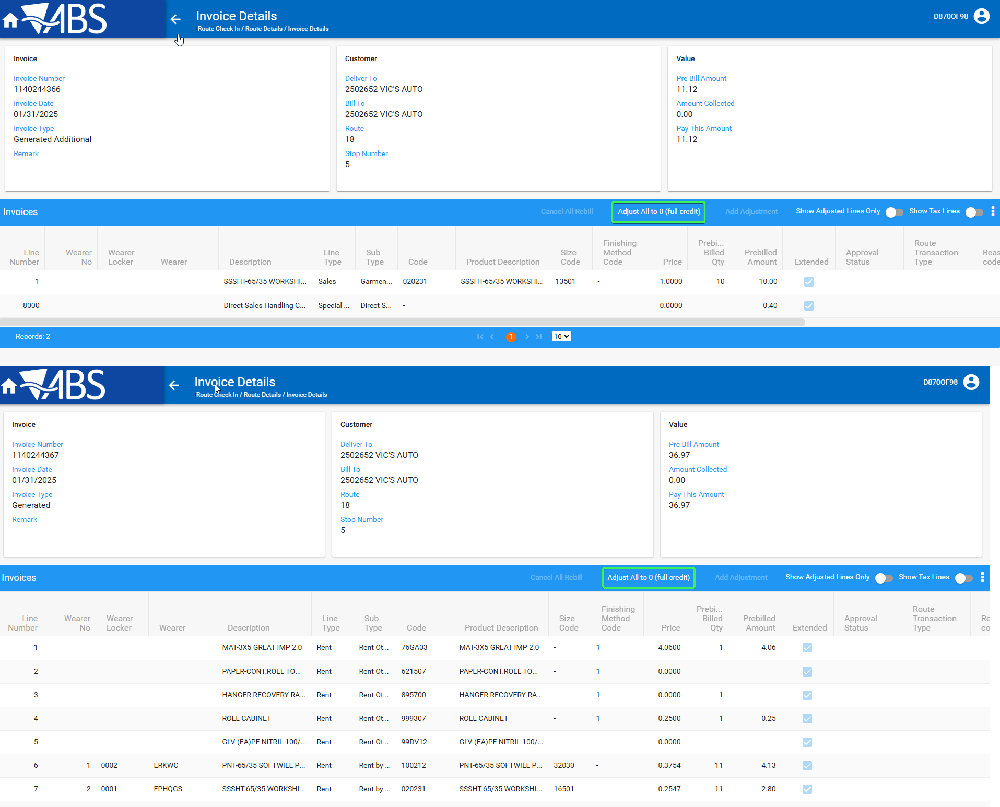 ABS
Invoice Details
Route Check In / Route Details / Invoice Details
D870OF98
Invoice
Invoice Number
1140244366
Invoice Date
01/31/2025
Invoice Type
Generated Additional
Remark
Customer
Deliver To
2502652 VIC'S AUTO
Bill To
2502652 VIC'S AUTO
Route
18
Stop Number
5
Value
Pre Bill Amount
11.12
Amount Collected
0.00
Pay This Amount
11.12
Invoices Cancel All Rebill Adjust All to 0 (full credit) Add Adjustment Show Adjusted Lines Only Show Tax Lines
Line Number Wearer No Wearer Locker Wearer Description Line Type Sub Type Code Product Description Size Code Finishing Method Code Price Prebi... Billed Qty Prebilled Amount Extended Approval Status Route Transaction Type Reas code
1 SSSHT-65/35 WORKSHI... Sales Garmen... 020231 SSSHT-65/35 WORKSHI... 13501 - 1.0000 10 10.00
8000 Direct Sales Handling C... Special ... Direct S... - 0.0000 0.40
Records: 2 1 10
ABS
Invoice Details
Route Check In / Route Details / Invoice Details
D870OF98
Invoice
Invoice Number
1140244367
Invoice Date
01/31/2025
Invoice Type
Generated
Remark
Customer
Deliver To
2502652 VIC'S AUTO
Bill To
2502652 VIC'S AUTO
Route
18
Stop Number
5
Value
Pre Bill Amount
36.97
Amount Collected
0.00
Pay This Amount
36.97
Invoices Cancel All Rebill Adjust All to 0 (full credit) Add Adjustment Show Adjusted Lines Only Show Tax Lines
Line Number Wearer No Wearer Locker Wearer Description Line Type Sub Type Code Product Description Size Code Finishing Method Code Price Prebi... Billed Qty Prebilled Amount Extended Approval Status Route Transaction Type Re co
1 MAT-3X5 GREAT IMP 2.0 Rent Rent Ot... 76GA03 MAT-3X5 GREAT IMP 2.0 - 1 4.0600 1 4.06
2 PAPER-CONT.ROLL TO... Rent Rent Ot... 621507 PAPER-CONT.ROLL TO... - 1 0.0000
3 HANGER RECOVERY RA... Rent Rent Ot... 895700 HANGER RECOVERY RA... - 1 0.0000 1
4 ROLL CABINET Rent Rent Ot... 999307 ROLL CABINET - 1 0.2500 1 0.25
5 GLV-(EA)PF NITRIL 100/... Rent Rent Ot... 99DV12 GLV-(EA)PF NITRIL 100/... - - 0.0000
6 1 0002 ERKWC PNT-65/35 SOFTWILL P... Rent Rent by ... 100212 PNT-65/35 SOFTWILL P... 32030 - 0.3754 11 4.13
7 2 0001 EPHQGS SSSHT-65/35 WORKSHI... Rent Rent by ... 020231 SSSHT-65/35 WORKSHI... 16501 - 0.2547 11 2.80